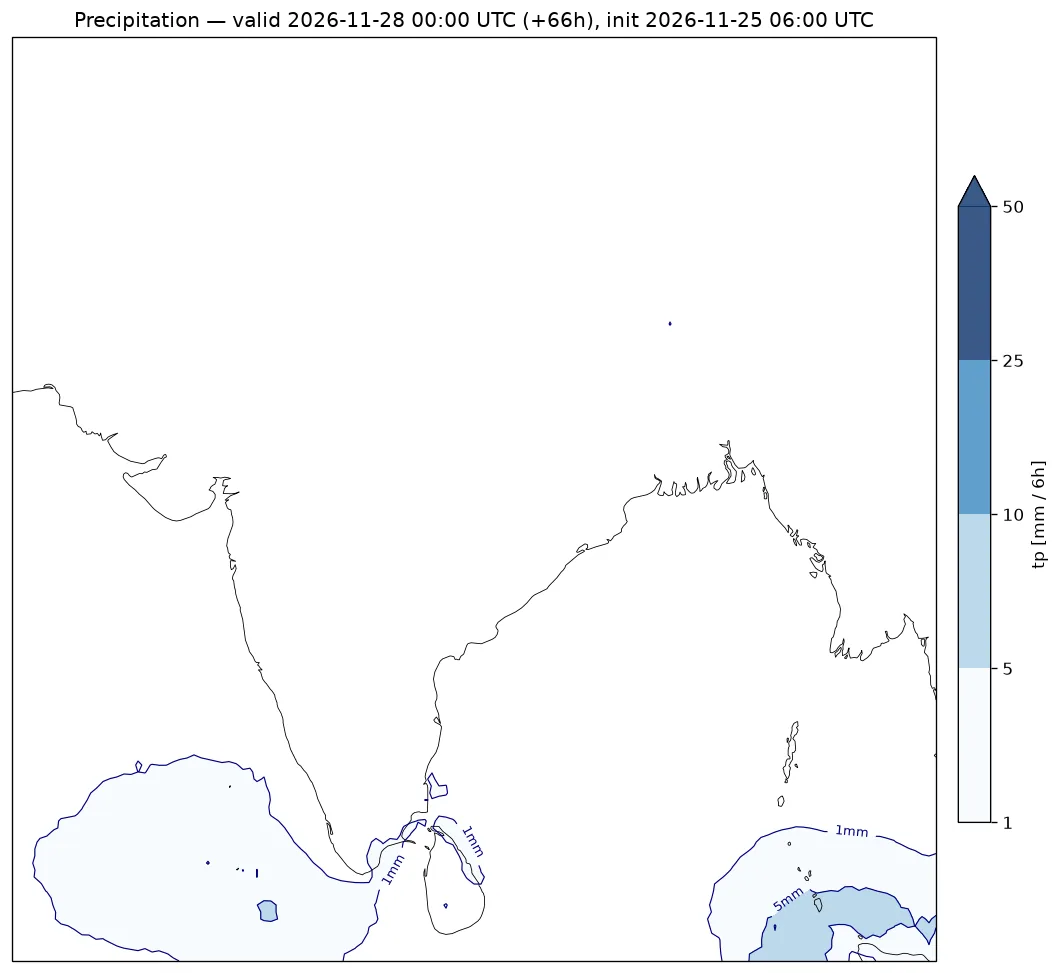 Precipitation — valid 2026-11-28 00:00 UTC (+66h), init 2026-11-25 06:00 UTC
50
25
10
5
1
tp [mm / 6h]
1mm
1mm
1mm
5mm